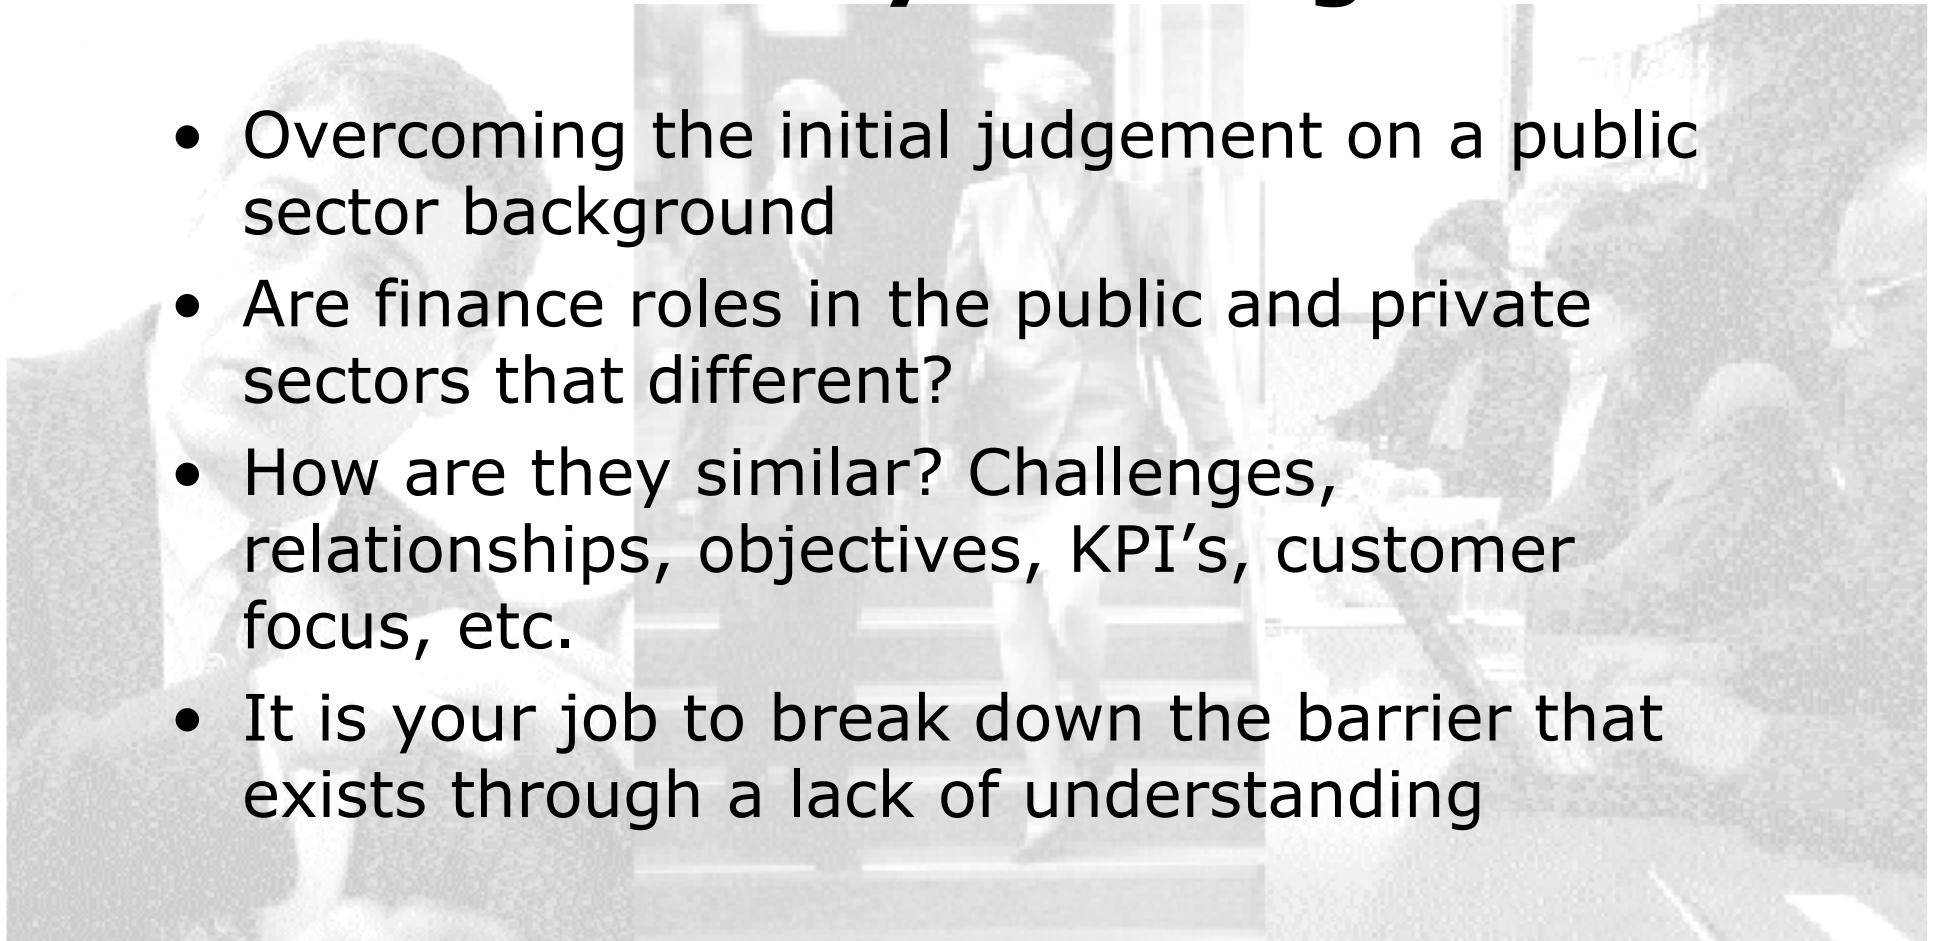 • Overcoming the initial judgement on a public
sector background
• Are finance roles in the public and private
sectors that different?
• How are they similar? Challenges,
relationships, objectives, KPI’s, customer
focus, etc.
• It is your job to break down the barrier that
exists through a lack of understanding